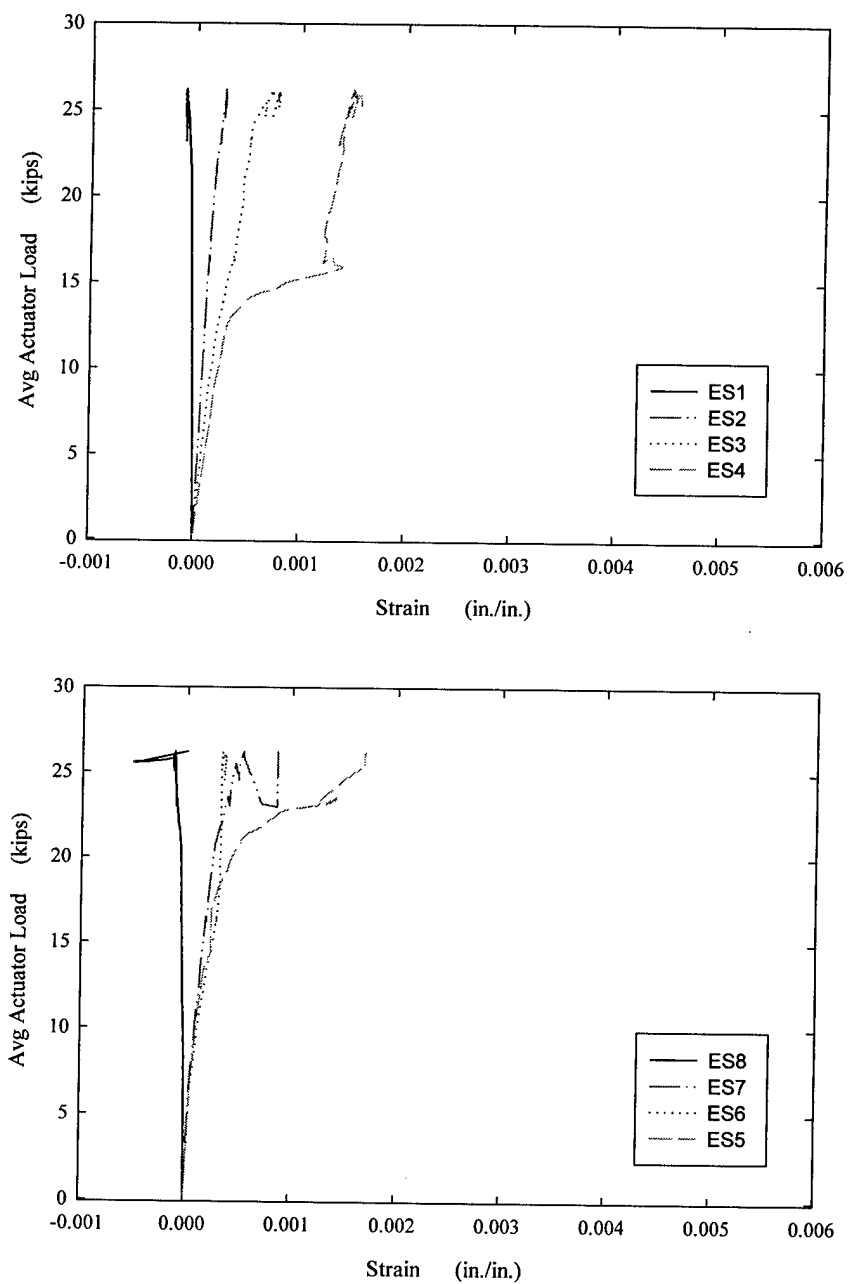 30
25
20
15
10
5
0
Avg Actuator Load (kips)
ES1
ES2
ES3
ES4
-0.001 0.000 0.001 0.002 0.003 0.004 0.005 0.006
Strain (in./in.)
30
25
20
15
10
5
0
Avg Actuator Load (kips)
ES8
ES7
ES6
ES5
-0.001 0.000 0.001 0.002 0.003 0.004 0.005 0.006
Strain (in./in.)